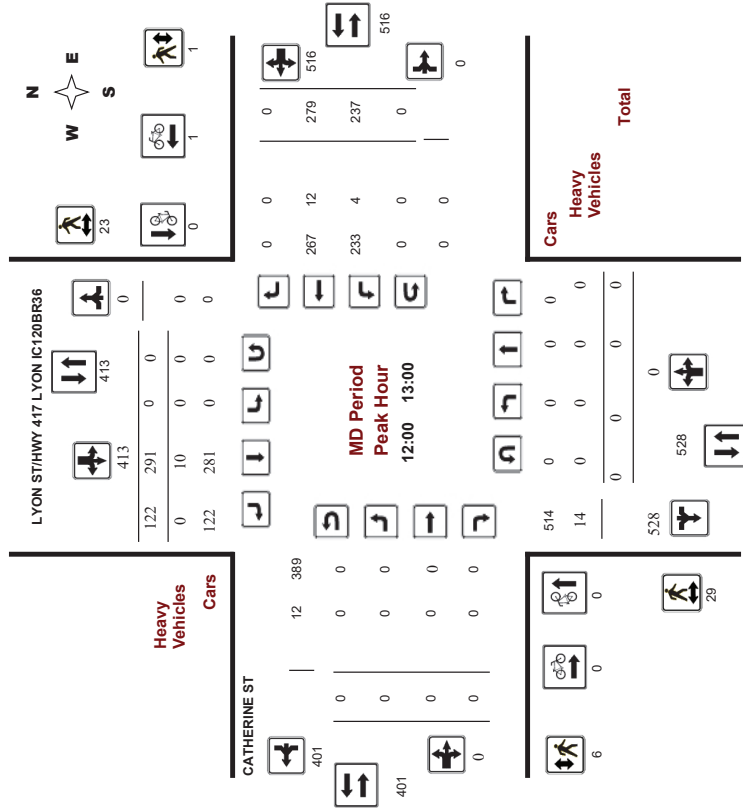 N
W E
S
23
1
0
1
LYON ST/HWY 417 LYON IC120BR36
413
413
0
122 291 0 0
0 10 0 0 0
122 281 0 0 0
Heavy
Vehicles
Cars
516
516
0
0 0 0
267 12 279
233 4 237
0 0 0
0 0
MD Period
Peak Hour
12:00 13:00
CATHERINE ST
401
401
0
12 389
0 0 0
0 0 0
0 0 0
0 0 0
Cars
Heavy
Vehicles
Total
514 0 0 0 0
14 0 0 0 0
0 0 0 0
528
528
0
0
0
6
29